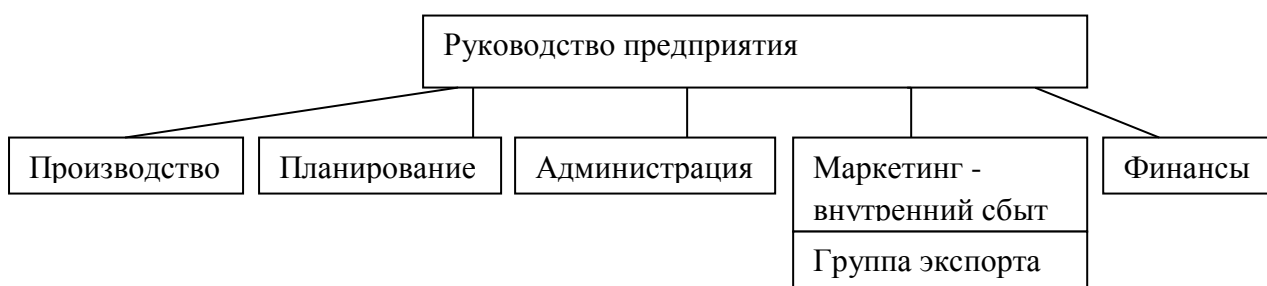 Руководство предприятия
Производство
Планирование
Администрация
Маркетинг -
внутренний сбыт
Финансы
Группа экспорта